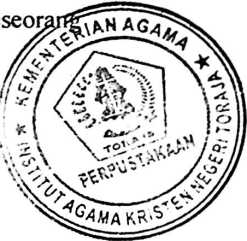 seorang
KEMENTERIAN AGAMA
TORAJA
PERPUSTAKAAN
INSTITUT AGAMA KRISTEN NEGERI TORAJA